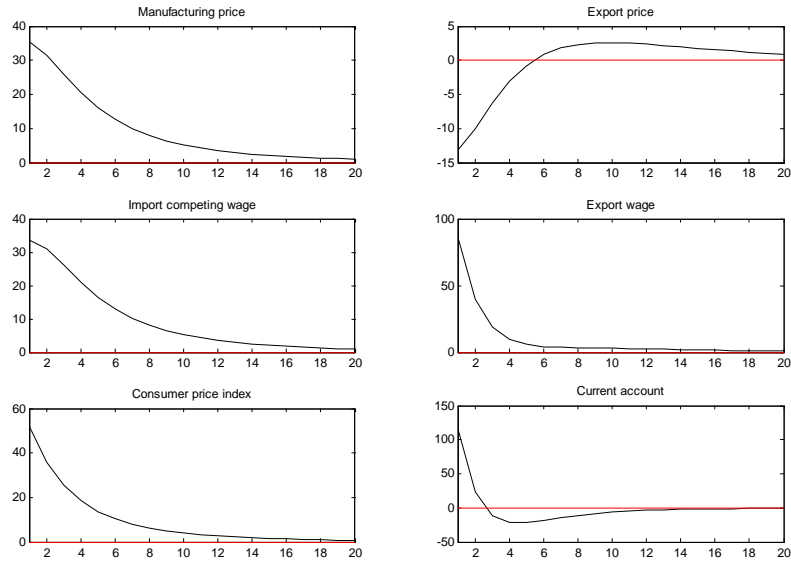 Manufacturing price
40
30
20
10
0
2 4 6 8 10 12 14 16 18 20
Export price
5
0
-5
-10
-15
2 4 6 8 10 12 14 16 18 20
Import competing wage
40
30
20
10
0
2 4 6 8 10 12 14 16 18 20
Export wage
100
50
0
2 4 6 8 10 12 14 16 18 20
Consumer price index
60
40
20
0
2 4 6 8 10 12 14 16 18 20
Current account
150
100
50
0
-50
2 4 6 8 10 12 14 16 18 20